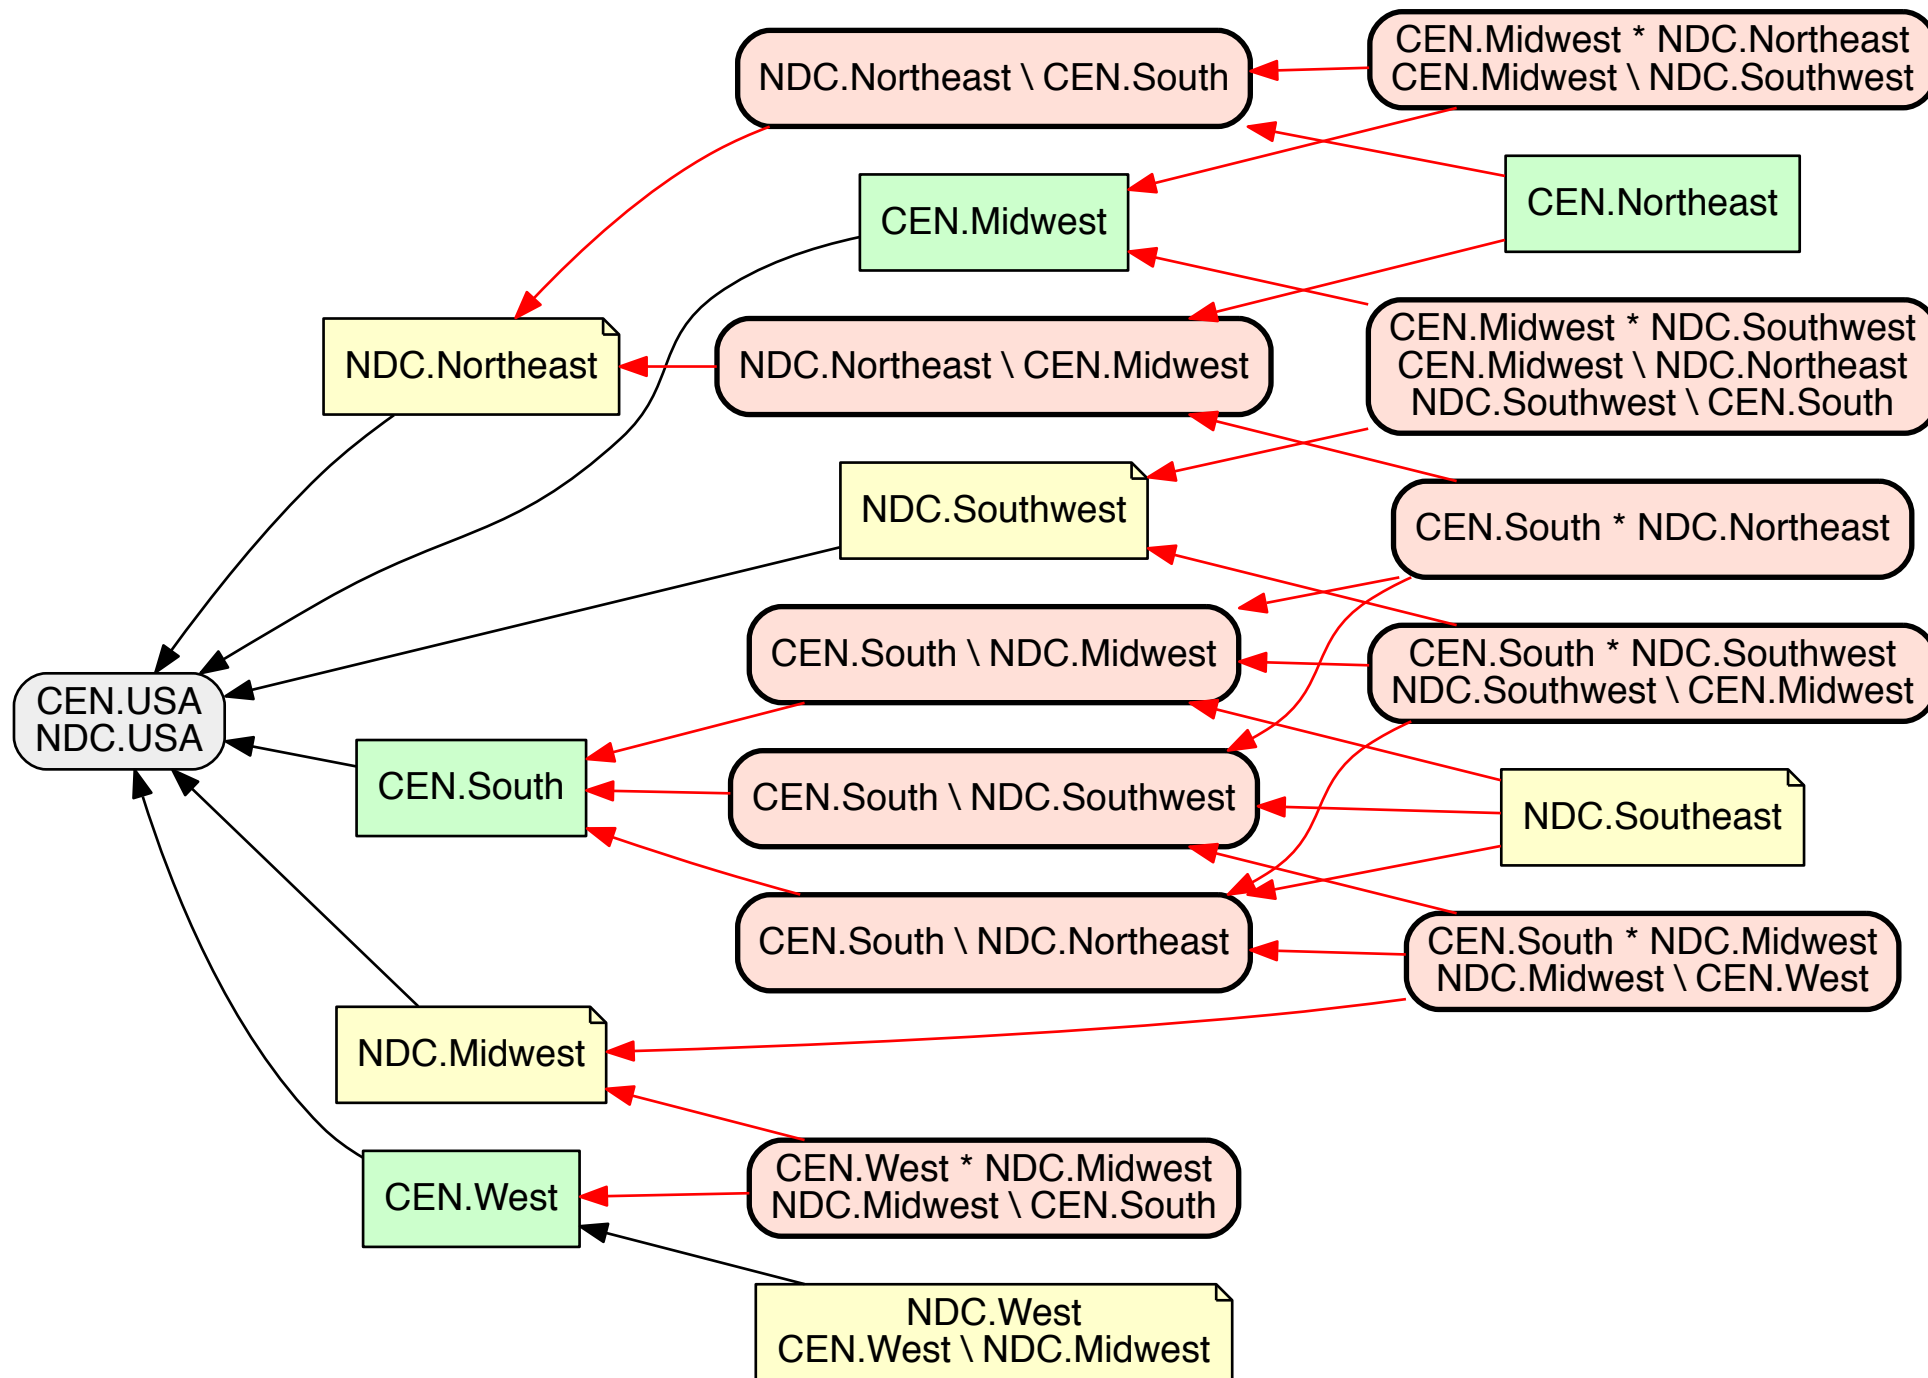 CEN.Midwest * NDC.Northeast
CEN.Midwest \ NDC.Southwest
NDC.Northeast \ CEN.South
CEN.Northeast
CEN.Midwest
CEN.Midwest * NDC.Southwest
CEN.Midwest \ NDC.Northeast
NDC.Southwest \ CEN.South
NDC.Northeast
NDC.Northeast \ CEN.Midwest
NDC.Southwest
CEN.South * NDC.Northeast
CEN.South \ NDC.Midwest
CEN.South * NDC.Southwest
NDC.Southwest \ CEN.Midwest
CEN.USA
NDC.USA
CEN.South
CEN.South \ NDC.Southwest
NDC.Southeast
CEN.South \ NDC.Northeast
CEN.South * NDC.Midwest
NDC.Midwest \ CEN.West
NDC.Midwest
CEN.West
CEN.West * NDC.Midwest
NDC.Midwest \ CEN.South
NDC.West
CEN.West \ NDC.Midwest